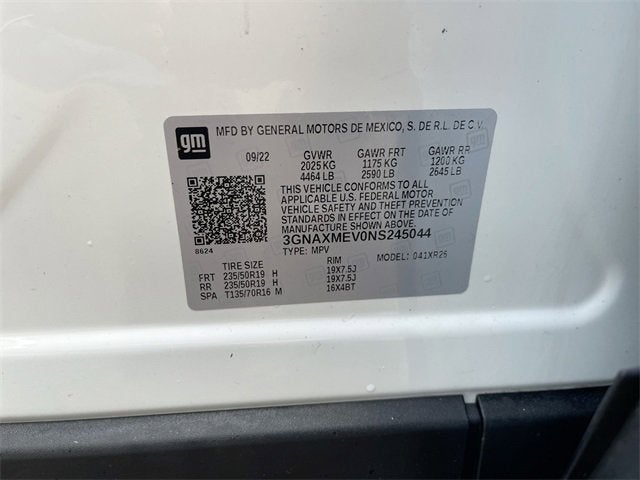 gm
MFD BY GENERAL MOTORS DE MEXICO, S. DE R.L. DE C.V.
09/22 GVWR GAWR FRT GAWR RR
2025 KG 1175 KG 1200 KG
4464 LB 2590 LB 2645 LB
THIS VEHICLE CONFORMS TO ALL
APPLICABLE U.S. FEDERAL MOTOR
VEHICLE SAFETY AND THEFT PREVENTION
STANDARDS IN EFFECT ON THE DATE OF
MANUFACTURE SHOWN ABOVE.
3GNAXMEV0NS245044
8624
TYPE: MPV MODEL: 041XR26
TIRE SIZE RIM
FRT 235/50R19 H 19X7.5J
RR 235/50R19 H 19X7.5J
SPA T135/70R16 M 16X4BT